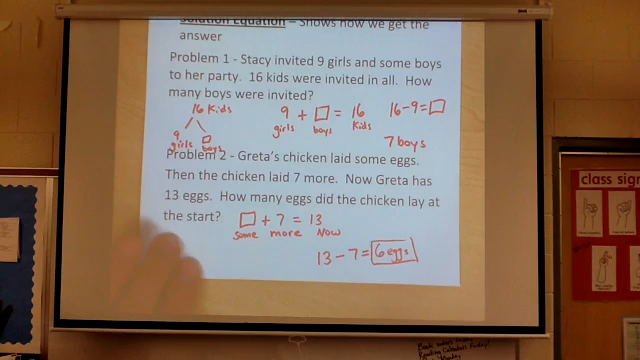 Solution Equation – Shows how we get the
answer
Problem 1 - Stacy invited 9 girls and some boys
to her party. 16 kids were invited in all. How
many boys were invited?
16 Kids
9 + □ = 16
16-9=□
girls boys Kids
9 □
girls boys
7 boys
Problem 2 - Greta's chicken laid some eggs.
Then the chicken laid 7 more. Now Greta has
13 eggs. How many eggs did the chicken lay at
the start?
□ + 7 = 13
some more Now
13 - 7 = 6 eggs
class sign